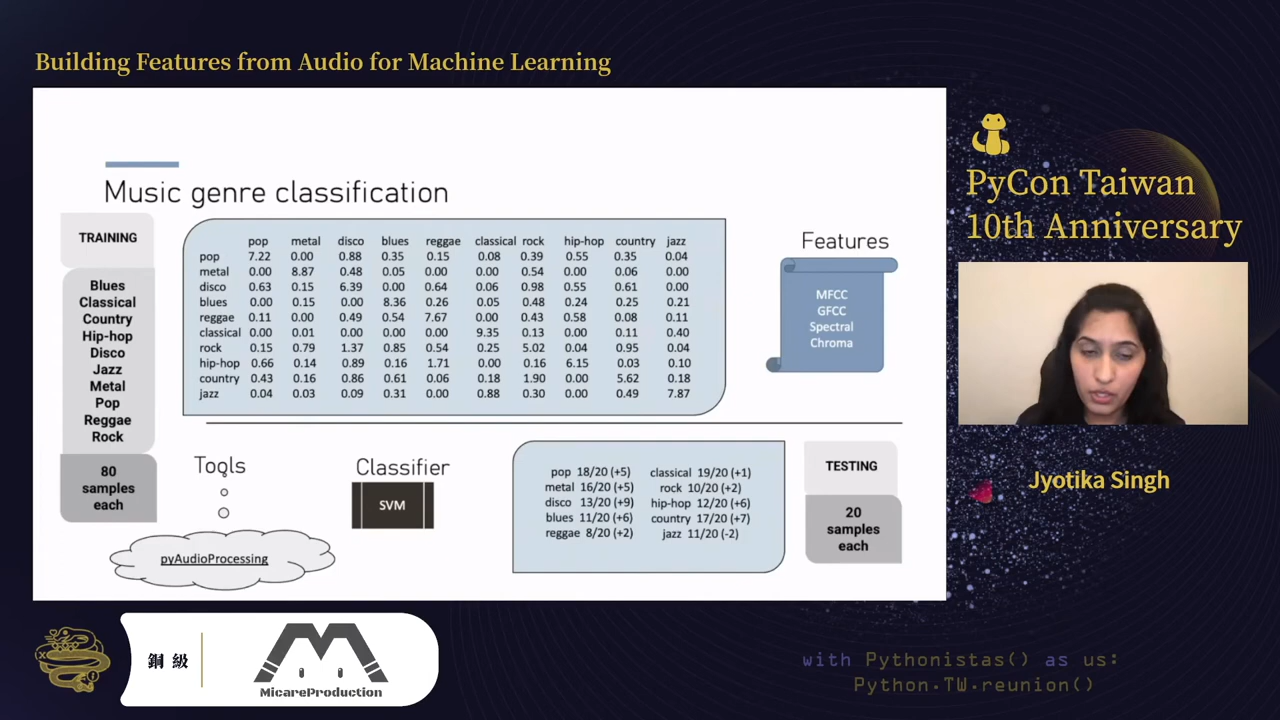 Building Features from Audio for Machine Learning
Music genre classification
TRAINING
Blues
Classical
Country
Hip-hop
Disco
Jazz
Metal
Pop
Reggae
Rock
80
samples
each
pop metal disco blues reggae classical rock hip-hop country jazz
pop 7.22 0.00 0.88 0.35 0.15 0.08 0.39 0.55 0.35 0.04
metal 0.00 8.87 0.48 0.05 0.00 0.00 0.54 0.00 0.06 0.00
disco 0.63 0.15 6.39 0.00 0.64 0.06 0.98 0.55 0.61 0.00
blues 0.00 0.15 0.00 8.36 0.26 0.05 0.48 0.24 0.25 0.21
reggae 0.11 0.00 0.49 0.54 7.67 0.00 0.43 0.58 0.08 0.11
classical 0.00 0.01 0.00 0.00 0.00 9.35 0.13 0.00 0.11 0.40
rock 0.15 0.79 1.37 0.85 0.54 0.25 5.02 0.04 0.95 0.04
hip-hop 0.66 0.14 0.89 0.16 1.71 0.00 0.16 6.15 0.03 0.10
country 0.43 0.16 0.86 0.61 0.06 0.18 1.90 0.00 5.62 0.18
jazz 0.04 0.03 0.09 0.31 0.00 0.88 0.30 0.00 0.49 7.87
Features
MFCC
GFCC
Spectral
Chroma
Tools
pyAudioProcessing
Classifier
SVM
pop 18/20 (+5) classical 19/20 (+1)
metal 16/20 (+5) rock 10/20 (+2)
disco 13/20 (+9) hip-hop 12/20 (+6)
blues 11/20 (+6) country 17/20 (+7)
reggae 8/20 (+2) jazz 11/20 (-2)
TESTING
20
samples
each
PyCon Taiwan
10th Anniversary
Jyotika Singh
銅級
MicareProduction
with Pythonistas() as us:
Python.TW.reunion()